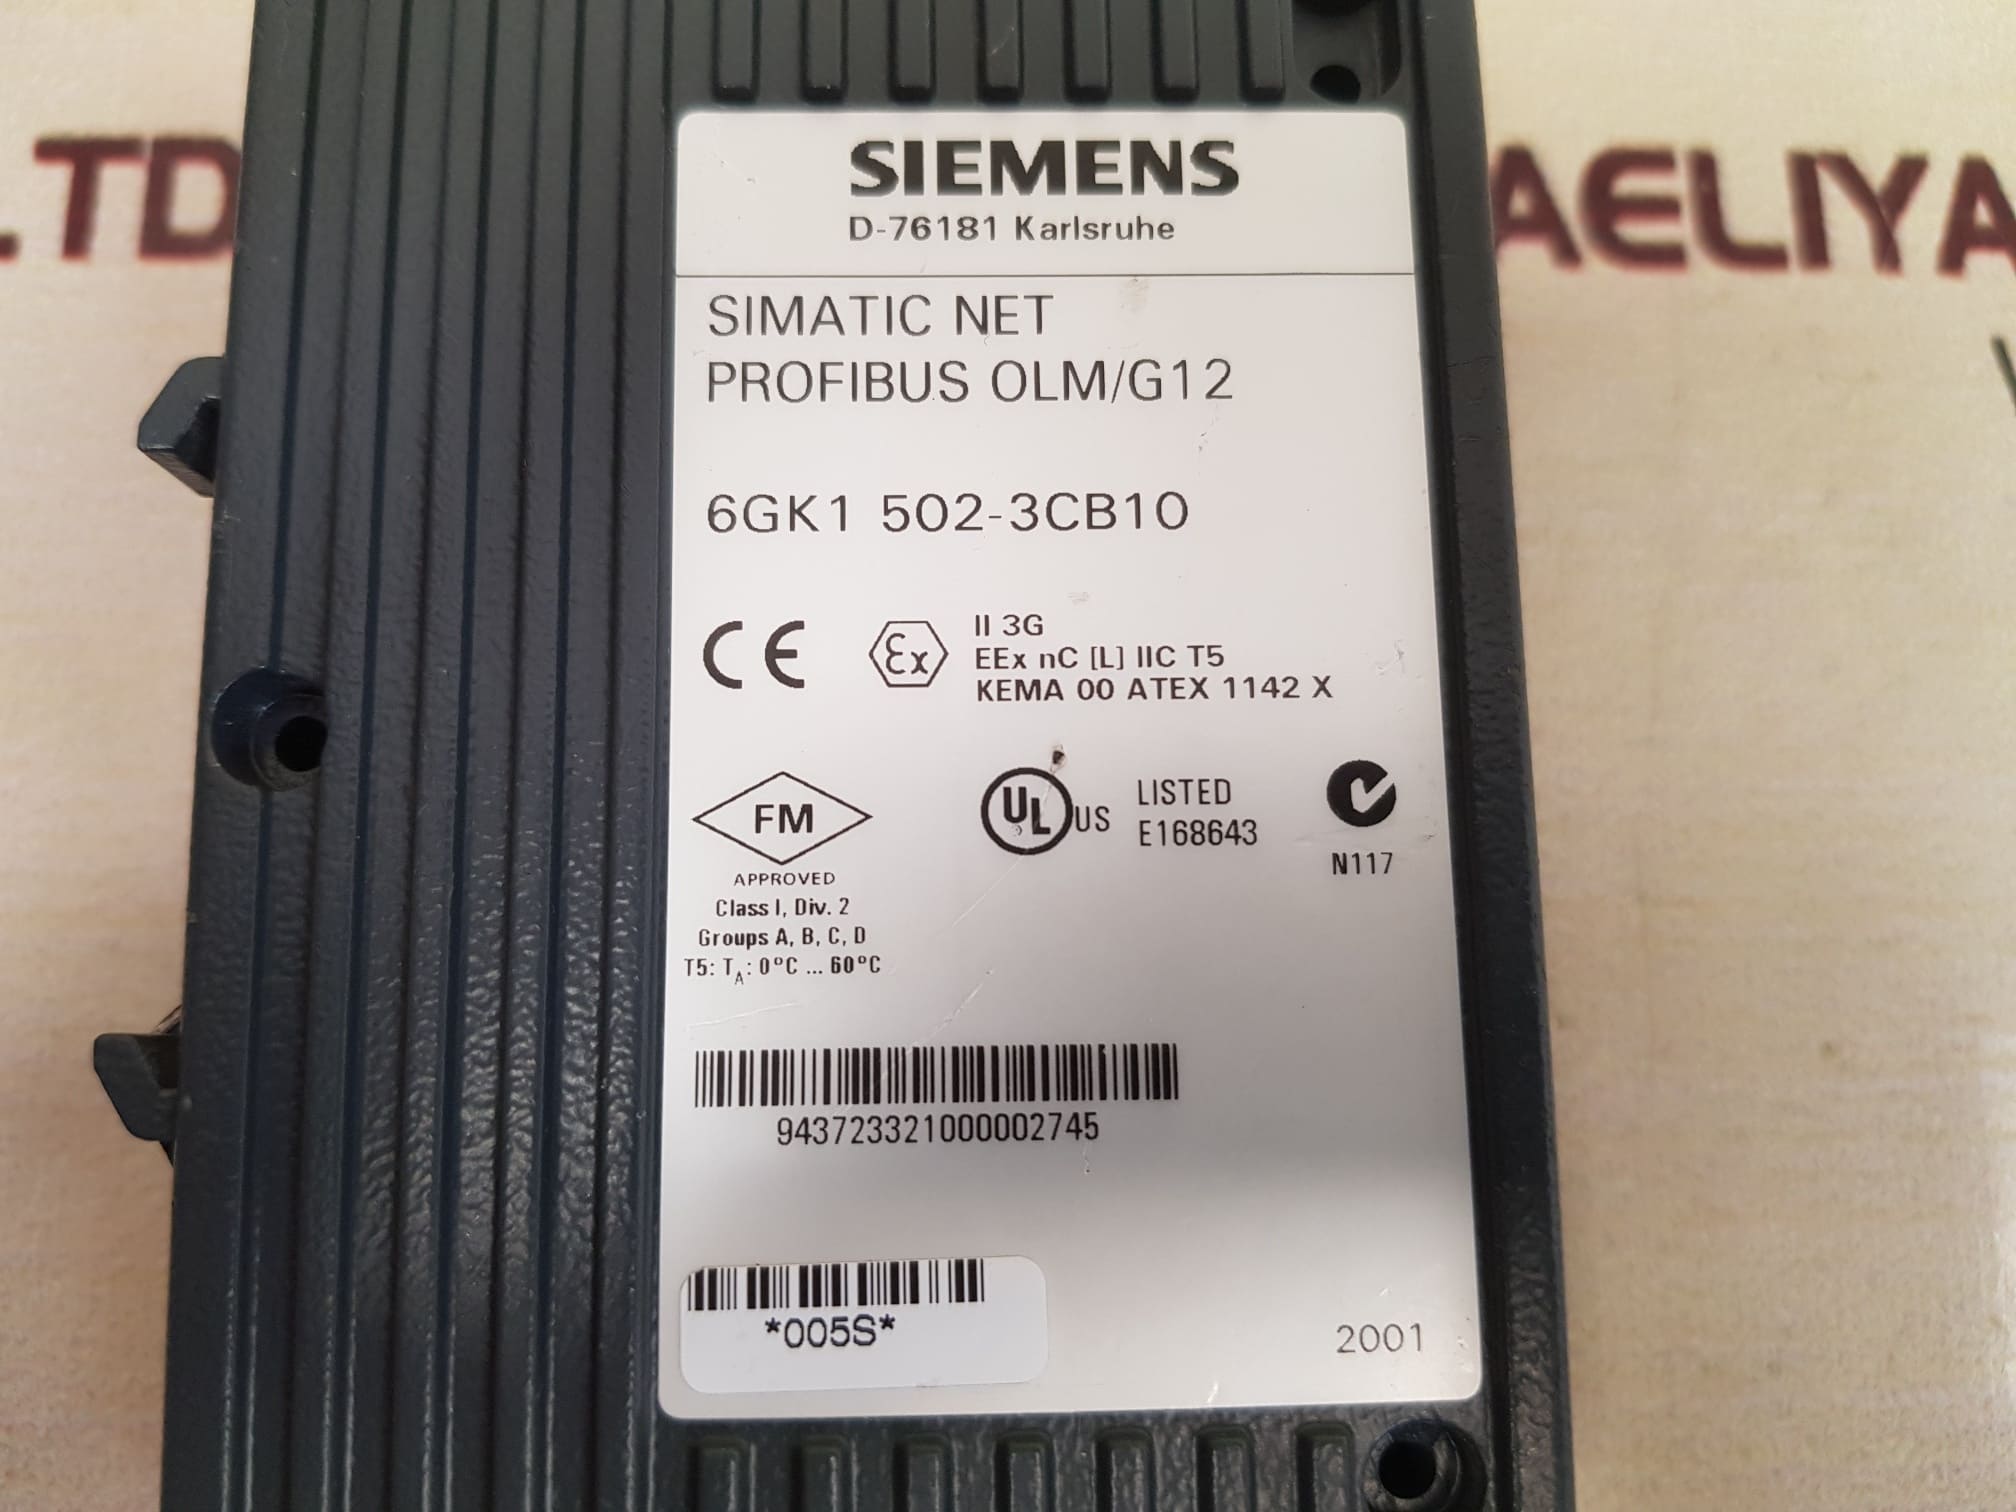 .TD
AELIYA
SIEMENS
D-76181 Karlsruhe
SIMATIC NET
PROFIBUS OLM/G12
6GK1 502-3CB10
CE
Ex
II 3G
EEx nC [L] IIC T5
KEMA 00 ATEX 1142 X
FM
APPROVED
Class I, Div. 2
Groups A, B, C, D
T5: TA: 0°C ... 60°C
UL US
LISTED
E168643
N117
943723321000002745
*005S*
2001